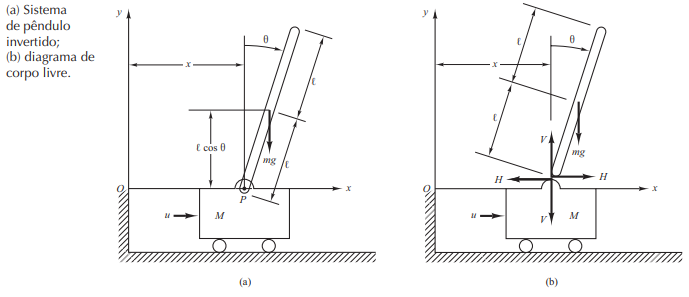 (a) Sistema
de pêndulo
invertido;
(b) diagrama de
corpo livre.
y
θ
x
ℓ
ℓ cos θ
mg
ℓ
O
P
x
u
M
(a)
y
ℓ
θ
x
ℓ
V
mg
H
H
O
x
u
V
M
(b)